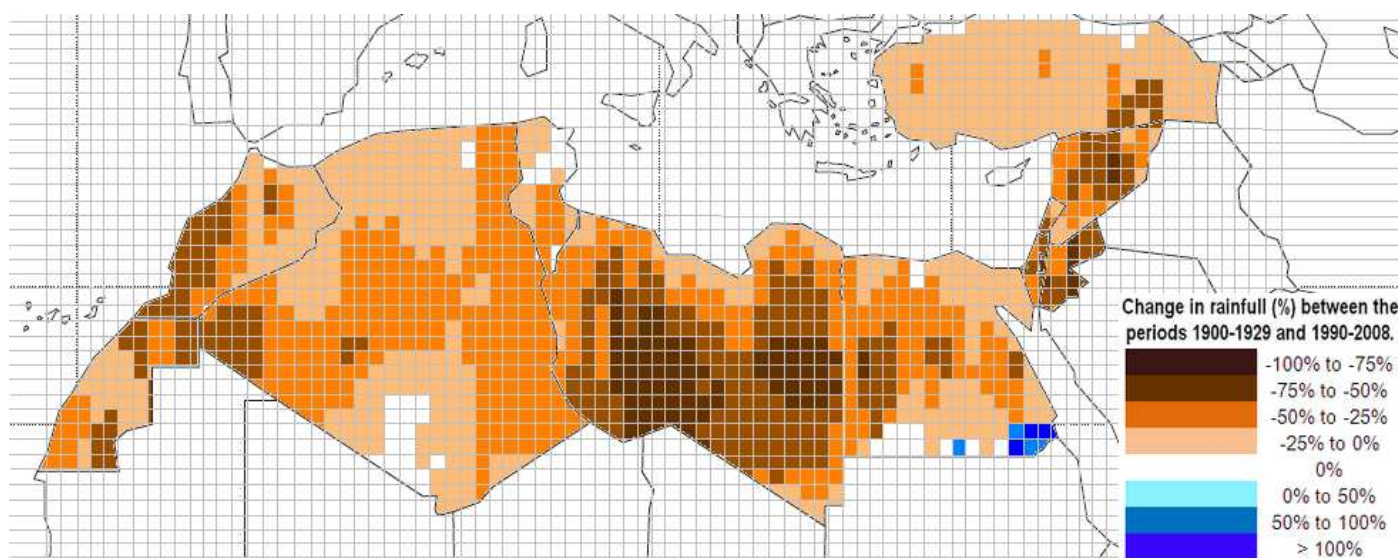 Change in rainfull (%) between the
periods 1900-1929 and 1990-2008.
-100% to -75%
-75% to -50%
-50% to -25%
-25% to 0%
0%
0% to 50%
50% to 100%
> 100%